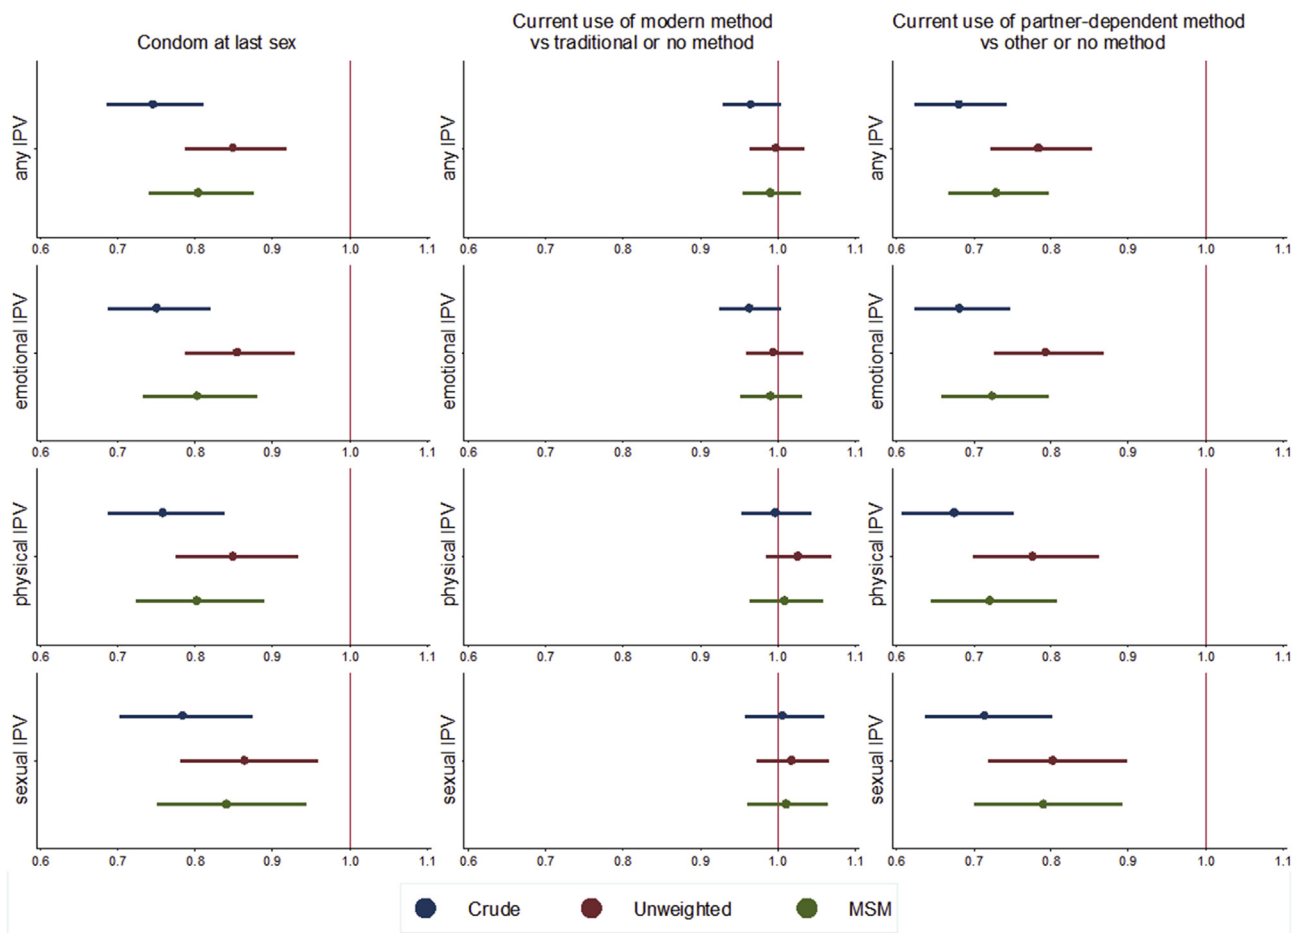 Condom at last sex
Current use of modern method
vs traditional or no method
Current use of partner-dependent method
vs other or no method
any IPV
0.6 0.7 0.8 0.9 1.0 1.1
any IPV
0.6 0.7 0.8 0.9 1.0 1.1
any IPV
0.6 0.7 0.8 0.9 1.0 1.1
emotional IPV
0.6 0.7 0.8 0.9 1.0 1.1
emotional IPV
0.6 0.7 0.8 0.9 1.0 1.1
emotional IPV
0.6 0.7 0.8 0.9 1.0 1.1
physical IPV
0.6 0.7 0.8 0.9 1.0 1.1
physical IPV
0.6 0.7 0.8 0.9 1.0 1.1
physical IPV
0.6 0.7 0.8 0.9 1.0 1.1
sexual IPV
0.6 0.7 0.8 0.9 1.0 1.1
sexual IPV
0.6 0.7 0.8 0.9 1.0 1.1
sexual IPV
0.6 0.7 0.8 0.9 1.0 1.1
Crude Unweighted MSM